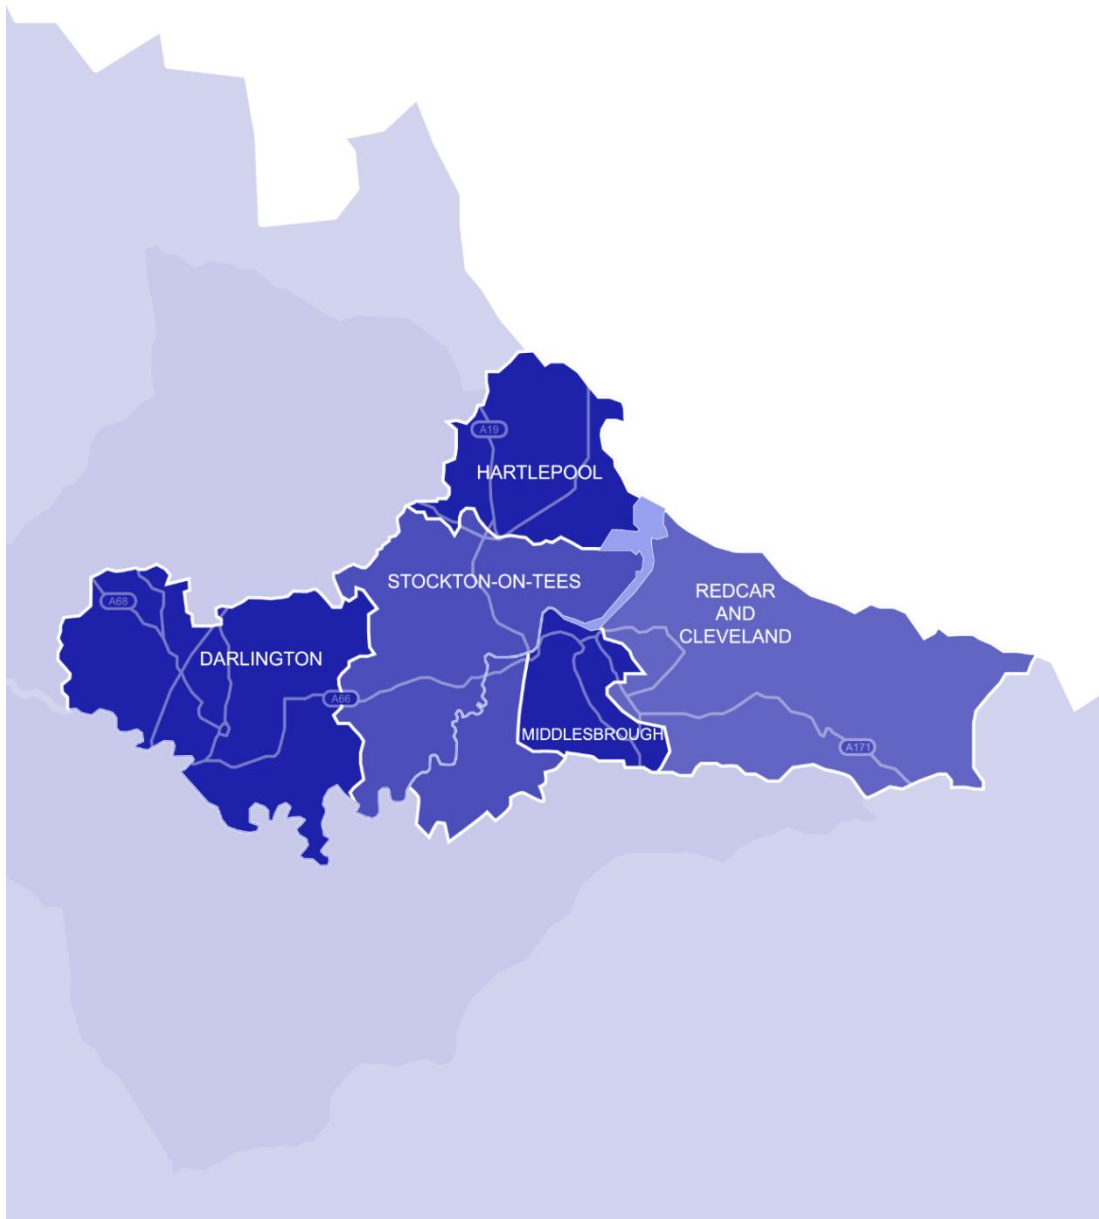 A19
HARTLEPOOL
STOCKTON-ON-TEES
REDCAR
AND
CLEVELAND
A68
DARLINGTON
A66
MIDDLESBROUGH
A171